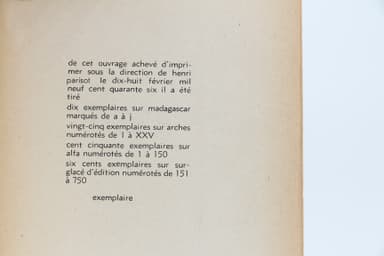 de cet ouvrage achevé d'impri-
mer sous la direction de henri
parisot le dix-huit février mil
neuf cent quarante six il a été
tiré
dix exemplaires sur madagascar
marqués de a à j
vingt-cinq exemplaires sur arches
numérotés de I à XXV
cent cinquante exemplaires sur
alfa numérotés de 1 à 150
six cents exemplaires sur sur-
glacé d'édition numérotés de 151
à 750
exemplaire